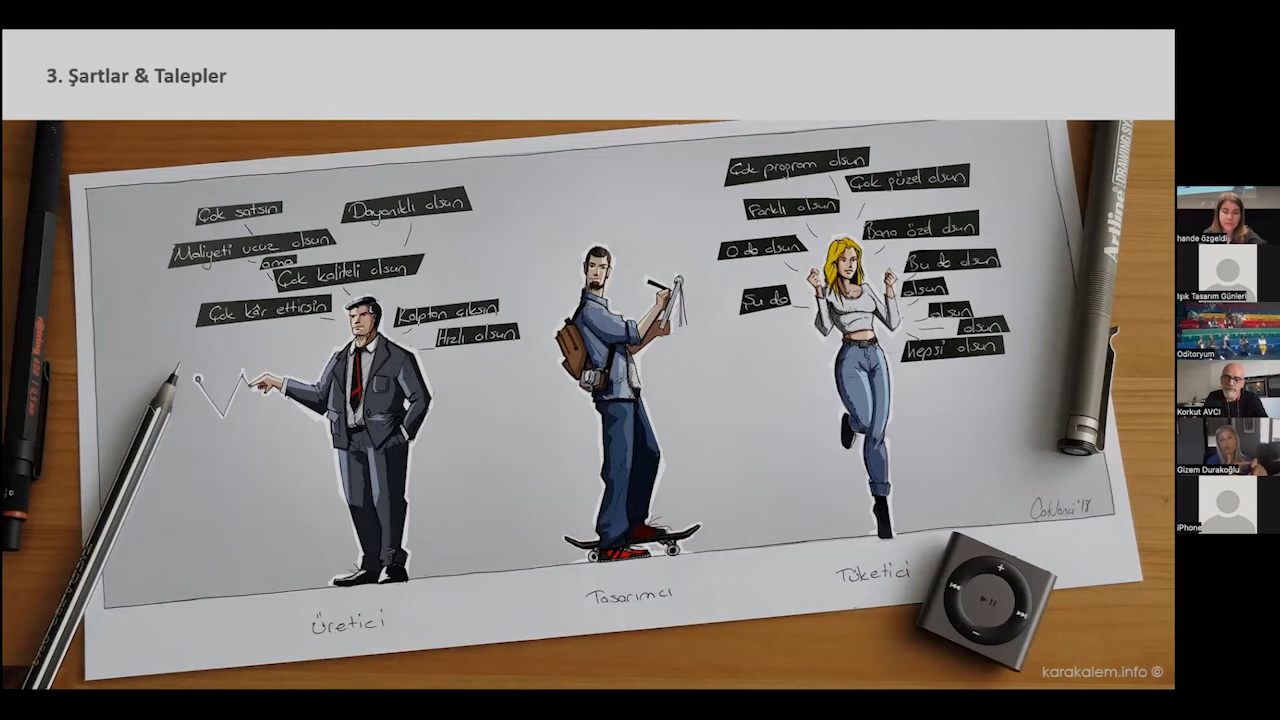 3. Şartlar & Talepler
Çok satsın
Dayanıklı olsun
Maliyeti ucuz olsun
ama
Çok kaliteli olsun
Çok kâr ettirsin
Kalıptan çıksın
Hızlı olsun
Çok program olsun
Çok güzel olsun
Farklı olsun
Bana özel olsun
O da olsun
Bu da olsun
Şu da
olsun
olsun
olsun
hepsi olsun
Üretici
Tasarımcı
Tüketici
Artline
DRAWING SY
karakalem.info ©
hande özgeldi
Işık Tasarım Günleri
Oditoryum
Korkut AVCI
Gizem Durakoğlu
iPhone